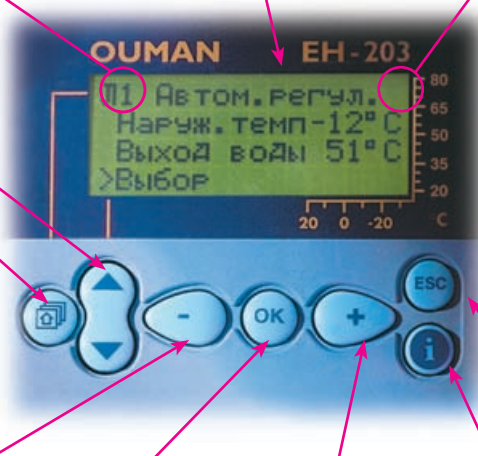 OUMAN EH-203
П1 Автом.регул.
Наруж.темп-12°C
Выход воды 51°C
>Выбор
80
65
50
35
20
20 0 -20 C
- OK + ESC
i